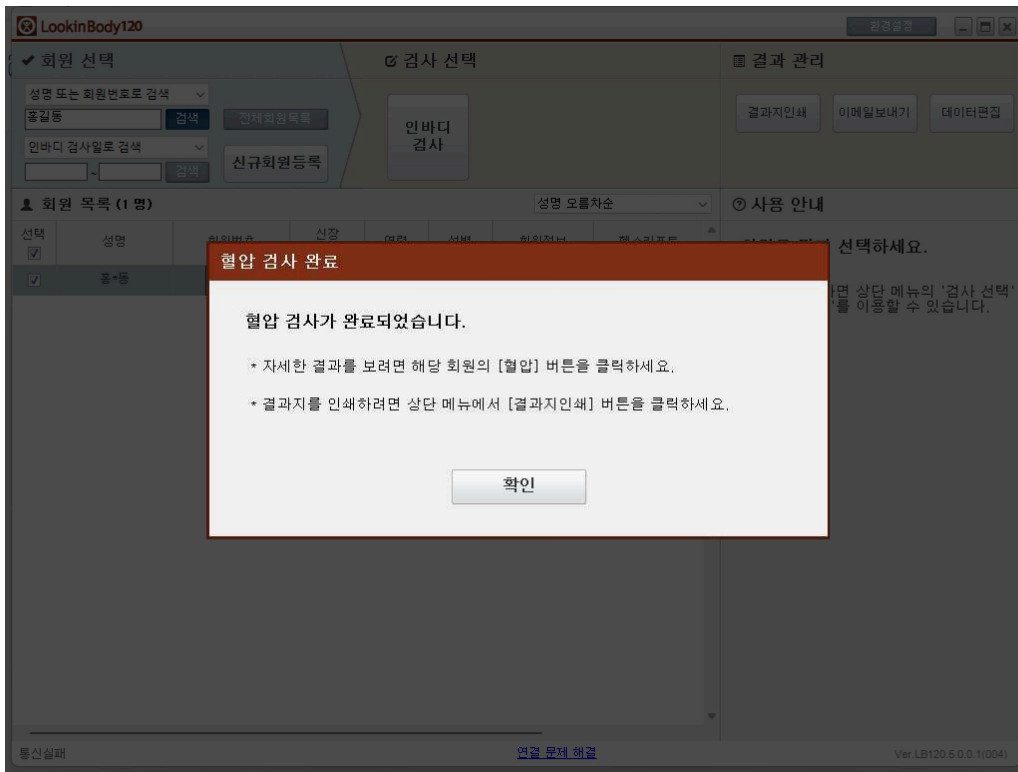 LookinBody120
환경설정
회원 선택
검사 선택
결과 관리
성명 또는 회원번호로 검색
홍길동
검색
전체회원목록
인바디 검사일로 검색
~
검색
신규회원등록
인바디
검사
결과지인쇄
이메일보내기
데이터편집
회원 목록 (1 명)
성명 오름차순
사용 안내
선택
성명
회원번호
신장
연령
성별
회원정보
헬스리포트
선택하세요.
홍*동
면 상단 메뉴의 '검사 선택'
'를 이용할 수 있습니다.
혈압 검사 완료
혈압 검사가 완료되었습니다.
* 자세한 결과를 보려면 해당 회원의 [혈압] 버튼을 클릭하세요.
* 결과지를 인쇄하려면 상단 메뉴에서 [결과지인쇄] 버튼을 클릭하세요.
확인
통신실패
연결 문제 해결
Ver.LB120.5.0.0.1(004)